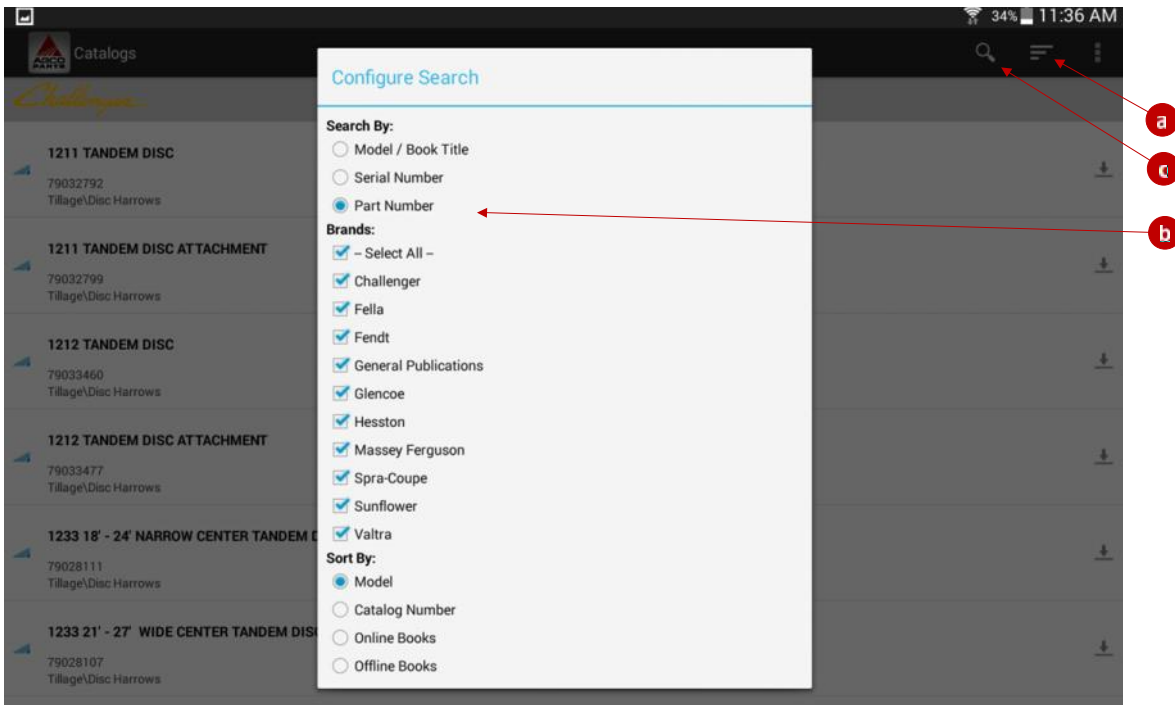 34% 11:36 AM
AGCO
PARTS
Catalogs
Challenger
Configure Search
Search By:
Model / Book Title
Serial Number
Part Number
Brands:
– Select All –
Challenger
Fella
Fendt
General Publications
Glencoe
Hesston
Massey Ferguson
Spra-Coupe
Sunflower
Valtra
Sort By:
Model
Catalog Number
Online Books
Offline Books
1211 TANDEM DISC
79032792
Tillage\Disc Harrows
1211 TANDEM DISC ATTACHMENT
79032799
Tillage\Disc Harrows
1212 TANDEM DISC
79033460
Tillage\Disc Harrows
1212 TANDEM DISC ATTACHMENT
79033477
Tillage\Disc Harrows
1233 18' - 24' NARROW CENTER TANDEM
79028111
Tillage\Disc Harrows
1233 21' - 27' WIDE CENTER TANDEM
79028107
Tillage\Disc Harrows
a
c
b